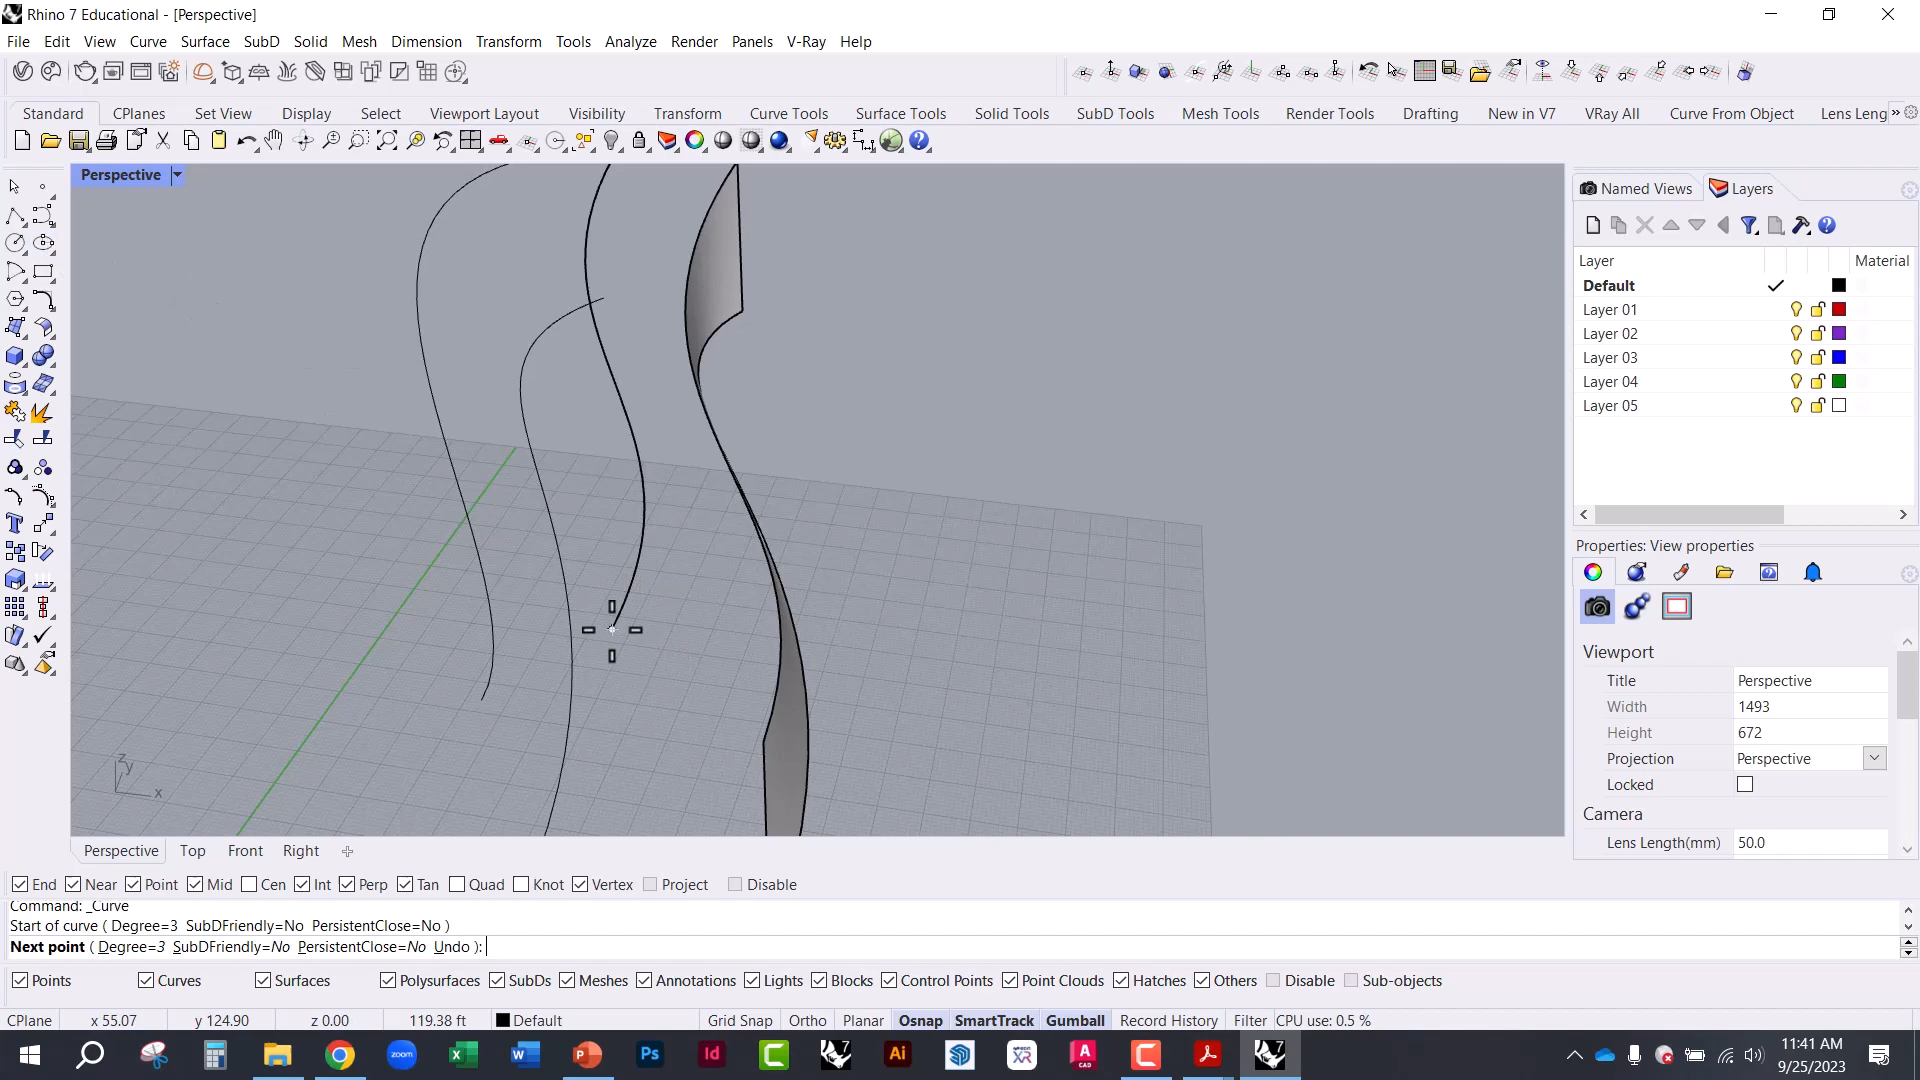 Rhino 7 Educational - [Perspective]
File Edit View Curve Surface SubD Solid Mesh Dimension Transform Tools Analyze Render Panels V-Ray Help
Standard CPlanes Set View Display Select Viewport Layout Visibility Transform Curve Tools Surface Tools Solid Tools SubD Tools Mesh Tools Render Tools Drafting New in V7 VRay All Curve From Object Lens Leng
Perspective
Named Views Layers
Layer Material
Default
Layer 01
Layer 02
Layer 03
Layer 04
Layer 05
Properties: View properties
Viewport
Title Perspective
Width 1493
Height 672
Projection Perspective
Locked
Camera
Lens Length(mm) 50.0
z
y
x
Perspective Top Front Right
End Near Point Mid Cen Int Perp Tan Quad Knot Vertex Project Disable
Command: _Curve
Start of curve ( Degree=3 SubDFriendly=No PersistentClose=No )
Next point ( Degree=3 SubDFriendly=No PersistentClose=No Undo ):
Points Curves Surfaces Polysurfaces SubDs Meshes Annotations Lights Blocks Control Points Point Clouds Hatches Others Disable Sub-objects
CPlane x 55.07 y 124.90 z 0.00 119.38 ft Default Grid Snap Ortho Planar Osnap SmartTrack Gumball Record History Filter CPU use: 0.5 %
zoom Ps Id Ai XR CAD 7
11:41 AM
9/25/2023